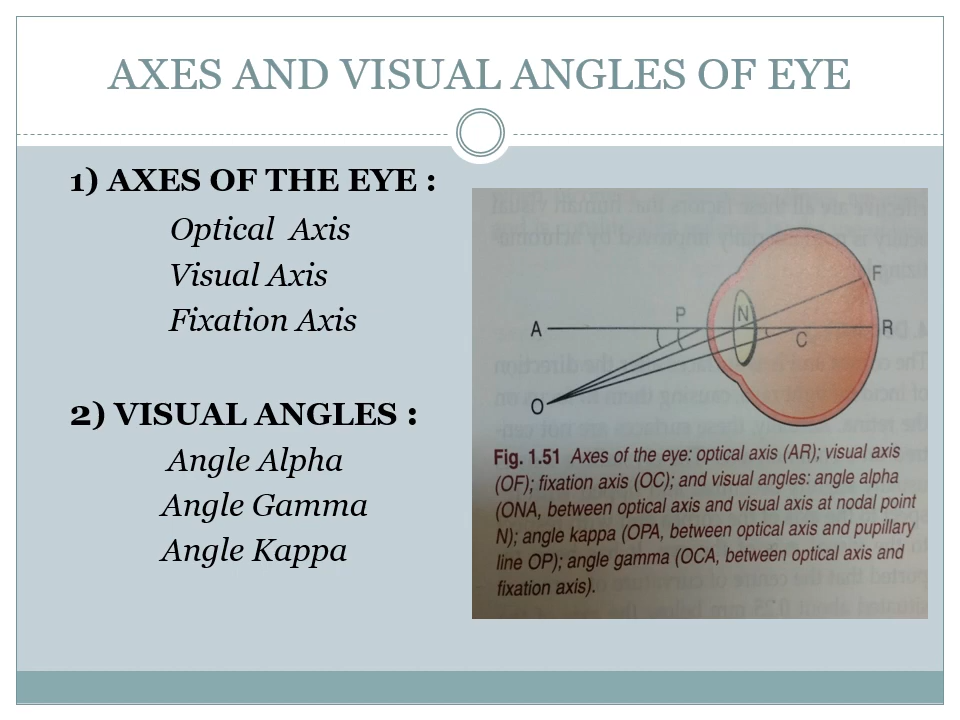 AXES AND VISUAL ANGLES OF EYE
1) AXES OF THE EYE :
Optical Axis
Visual Axis
Fixation Axis
2) VISUAL ANGLES :
Angle Alpha
Angle Gamma
Angle Kappa
F
P
N
A
R
C
O
Fig. 1.51 Axes of the eye: optical axis (AR); visual axis
(OF); fixation axis (OC); and visual angles: angle alpha
(ONA, between optical axis and visual axis at nodal point
N); angle kappa (OPA, between optical axis and pupillary
line OP); angle gamma (OCA, between optical axis and
fixation axis).